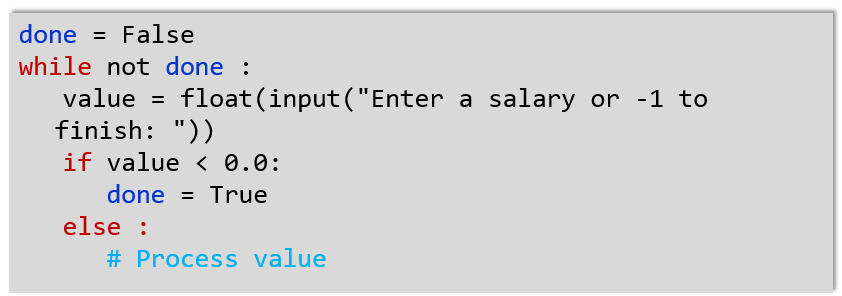 done = False
while not done :
value = float(input("Enter a salary or -1 to
finish: "))
if value < 0.0:
done = True
else :
# Process value